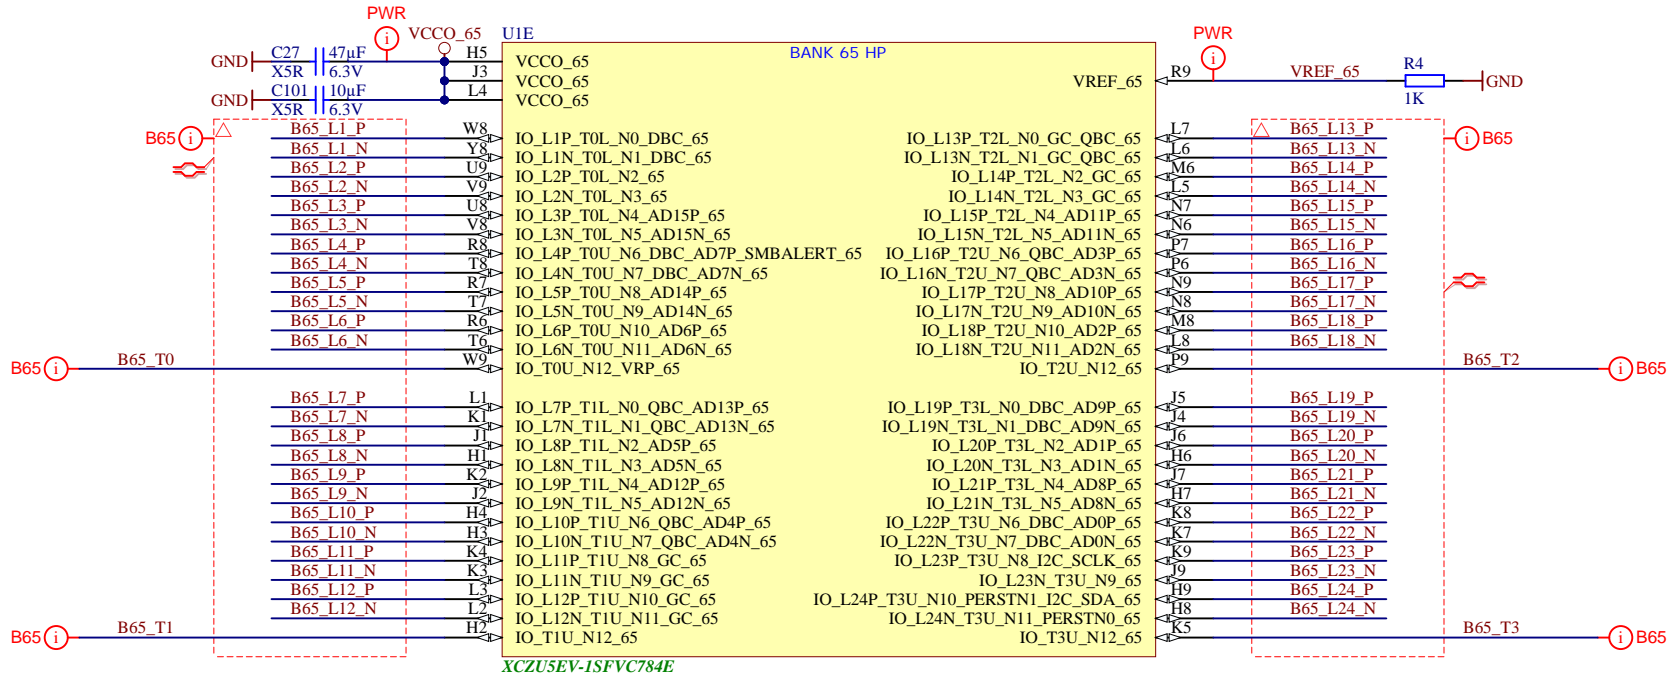 PWR
VCCO_65
U1E
BANK 65 HP
PWR
GND C27 47µF H5 VCCO_65
X5R 6.3V
J3 VCCO_65
VREF_65 R9 VREF_65 R4 GND
1K
GND C101 10µF L4 VCCO_65
X5R 6.3V
B65 i B65_L1_P W8 IO_L1P_T0L_N0_DBC_65 IO_L13P_T2L_N0_GC_QBC_65 L7 B65_L13_P i B65
B65_L1_N Y8 IO_L1N_T0L_N1_DBC_65 IO_L13N_T2L_N1_GC_QBC_65 L6 B65_L13_N
B65_L2_P U9 IO_L2P_T0L_N2_65 IO_L14P_T2L_N2_GC_65 M6 B65_L14_P
B65_L2_N V9 IO_L2N_T0L_N3_65 IO_L14N_T2L_N3_GC_65 L5 B65_L14_N
B65_L3_P U8 IO_L3P_T0L_N4_AD15P_65 IO_L15P_T2L_N4_AD11P_65 N7 B65_L15_P
B65_L3_N V8 IO_L3N_T0L_N5_AD15N_65 IO_L15N_T2L_N5_AD11N_65 N6 B65_L15_N
B65_L4_P R8 IO_L4P_T0U_N6_DBC_AD7P_SMBALERT_65 IO_L16P_T2U_N6_QBC_AD3P_65 P7 B65_L16_P
B65_L4_N T8 IO_L4N_T0U_N7_DBC_AD7N_65 IO_L16N_T2U_N7_QBC_AD3N_65 P6 B65_L16_N
B65_L5_P R7 IO_L5P_T0U_N8_AD14P_65 IO_L17P_T2U_N8_AD10P_65 N9 B65_L17_P
B65_L5_N T7 IO_L5N_T0U_N9_AD14N_65 IO_L17N_T2U_N9_AD10N_65 N8 B65_L17_N
B65_L6_P R6 IO_L6P_T0U_N10_AD6P_65 IO_L18P_T2U_N10_AD2P_65 M8 B65_L18_P
B65_L6_N T6 IO_L6N_T0U_N11_AD6N_65 IO_L18N_T2U_N11_AD2N_65 L8 B65_L18_N
B65 i B65_T0 W9 IO_T0U_N12_VRP_65 IO_T2U_N12_65 P9 B65_T2 i B65
B65_L7_P L1 IO_L7P_T1L_N0_QBC_AD13P_65 IO_L19P_T3L_N0_DBC_AD9P_65 J5 B65_L19_P
B65_L7_N K1 IO_L7N_T1L_N1_QBC_AD13N_65 IO_L19N_T3L_N1_DBC_AD9N_65 J4 B65_L19_N
B65_L8_P J1 IO_L8P_T1L_N2_AD5P_65 IO_L20P_T3L_N2_AD1P_65 J6 B65_L20_P
B65_L8_N H1 IO_L8N_T1L_N3_AD5N_65 IO_L20N_T3L_N3_AD1N_65 H6 B65_L20_N
B65_L9_P K2 IO_L9P_T1L_N4_AD12P_65 IO_L21P_T3L_N4_AD8P_65 J7 B65_L21_P
B65_L9_N J2 IO_L9N_T1L_N5_AD12N_65 IO_L21N_T3L_N5_AD8N_65 H7 B65_L21_N
B65_L10_P H4 IO_L10P_T1U_N6_QBC_AD4P_65 IO_L22P_T3U_N6_DBC_AD0P_65 K8 B65_L22_P
B65_L10_N H3 IO_L10N_T1U_N7_QBC_AD4N_65 IO_L22N_T3U_N7_DBC_AD0N_65 K7 B65_L22_N
B65_L11_P K4 IO_L11P_T1U_N8_GC_65 IO_L23P_T3U_N8_I2C_SCLK_65 K9 B65_L23_P
B65_L11_N K3 IO_L11N_T1U_N9_GC_65 IO_L23N_T3U_N9_65 J9 B65_L23_N
B65_L12_P L3 IO_L12P_T1U_N10_GC_65 IO_L24P_T3U_N10_PERSTN1_I2C_SDA_65 H9 B65_L24_P
B65_L12_N L2 IO_L12N_T1U_N11_GC_65 IO_L24N_T3U_N11_PERSTN0_65 H8 B65_L24_N
B65 i B65_T1 H2 IO_T1U_N12_65 IO_T3U_N12_65 K5 B65_T3 i B65
XCZU5EV-1SFVC784E